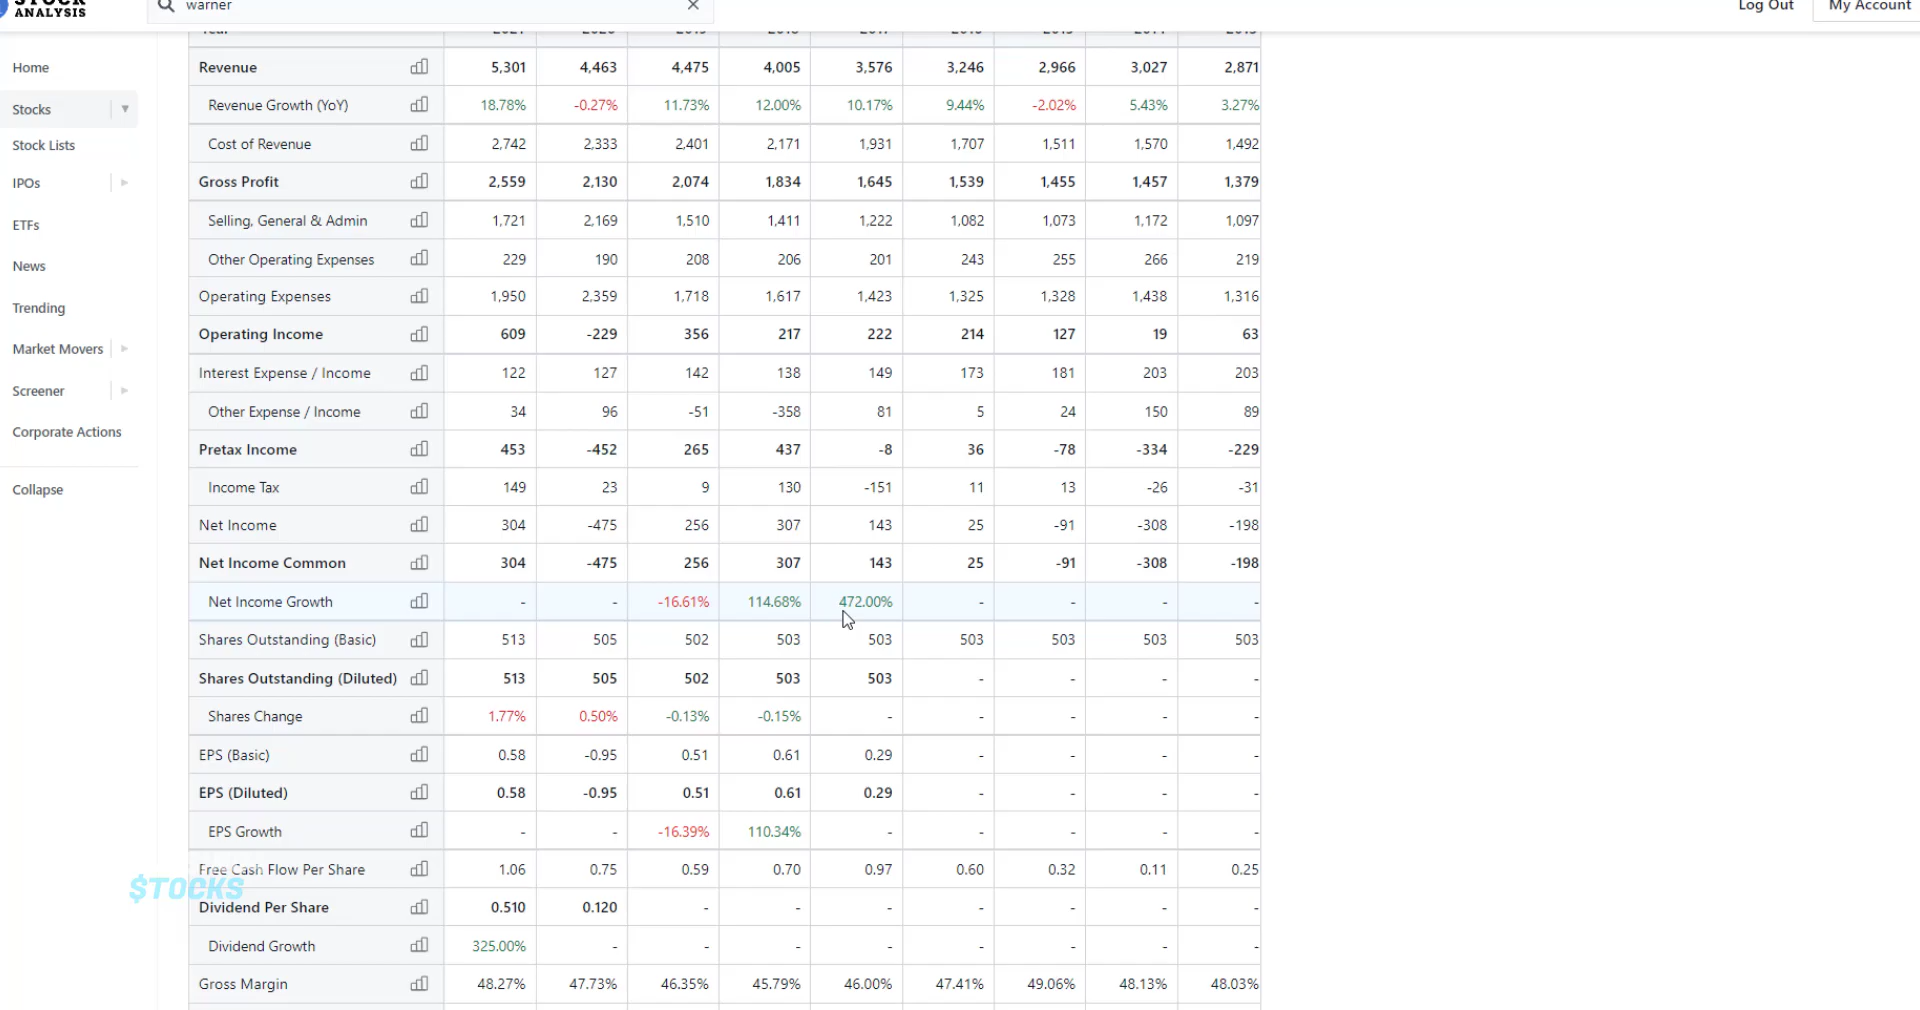 STOCK
ANALYSIS
warner
Log Out
My Account
Home
Stocks
Stock Lists
IPOs
ETFs
News
Trending
Market Movers
Screener
Corporate Actions
Collapse
Year 2021 2020 2019 2018 2017 2016 2015 2014 2013
Revenue 5,301 4,463 4,475 4,005 3,576 3,246 2,966 3,027 2,871
Revenue Growth (YoY) 18.78% -0.27% 11.73% 12.00% 10.17% 9.44% -2.02% 5.43% 3.27%
Cost of Revenue 2,742 2,333 2,401 2,171 1,931 1,707 1,511 1,570 1,492
Gross Profit 2,559 2,130 2,074 1,834 1,645 1,539 1,455 1,457 1,379
Selling, General & Admin 1,721 2,169 1,510 1,411 1,222 1,082 1,073 1,172 1,097
Other Operating Expenses 229 190 208 206 201 243 255 266 219
Operating Expenses 1,950 2,359 1,718 1,617 1,423 1,325 1,328 1,438 1,316
Operating Income 609 -229 356 217 222 214 127 19 63
Interest Expense / Income 122 127 142 138 149 173 181 203 203
Other Expense / Income 34 96 -51 -358 81 5 24 150 89
Pretax Income 453 -452 265 437 -8 36 -78 -334 -229
Income Tax 149 23 9 130 -151 11 13 -26 -31
Net Income 304 -475 256 307 143 25 -91 -308 -198
Net Income Common 304 -475 256 307 143 25 -91 -308 -198
Net Income Growth - - -16.61% 114.68% 472.00% - - - -
Shares Outstanding (Basic) 513 505 502 503 503 503 503 503 503
Shares Outstanding (Diluted) 513 505 502 503 503 - - - -
Shares Change 1.77% 0.50% -0.13% -0.15% - - - - -
EPS (Basic) 0.58 -0.95 0.51 0.61 0.29 - - - -
EPS (Diluted) 0.58 -0.95 0.51 0.61 0.29 - - - -
EPS Growth - - -16.39% 110.34% - - - - -
Free Cash Flow Per Share 1.06 0.75 0.59 0.70 0.97 0.60 0.32 0.11 0.25
$TOCKS
Dividend Per Share 0.510 0.120 - - - - - - -
Dividend Growth 325.00% - - - - - - - -
Gross Margin 48.27% 47.73% 46.35% 45.79% 46.00% 47.41% 49.06% 48.13% 48.03%